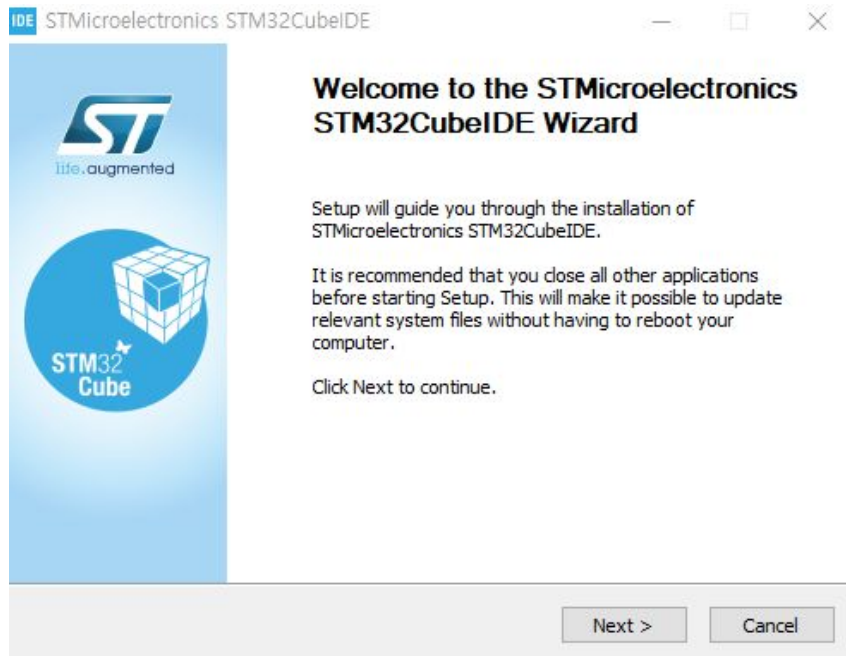 IDE STMicroelectronics STM32CubeIDE
ST
life.augmented
STM32
Cube
Welcome to the STMicroelectronics
STM32CubeIDE Wizard
Setup will guide you through the installation of
STMicroelectronics STM32CubeIDE.
It is recommended that you close all other applications
before starting Setup. This will make it possible to update
relevant system files without having to reboot your
computer.
Click Next to continue.
Next >
Cancel